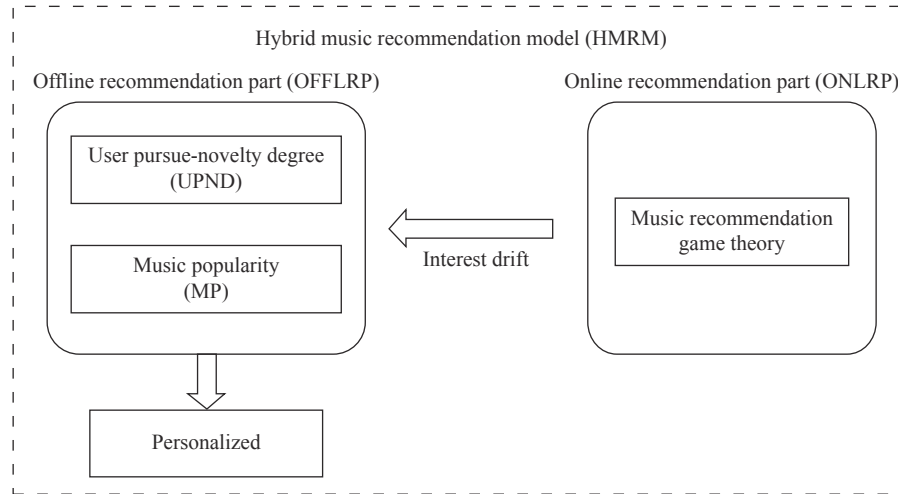 Hybrid music recommendation model (HMRM)
Offline recommendation part (OFFLRP)
Online recommendation part (ONLRP)
User pursue-novelty degree
(UPND)
Music popularity
(MP)
Interest drift
Music recommendation
game theory
Personalized